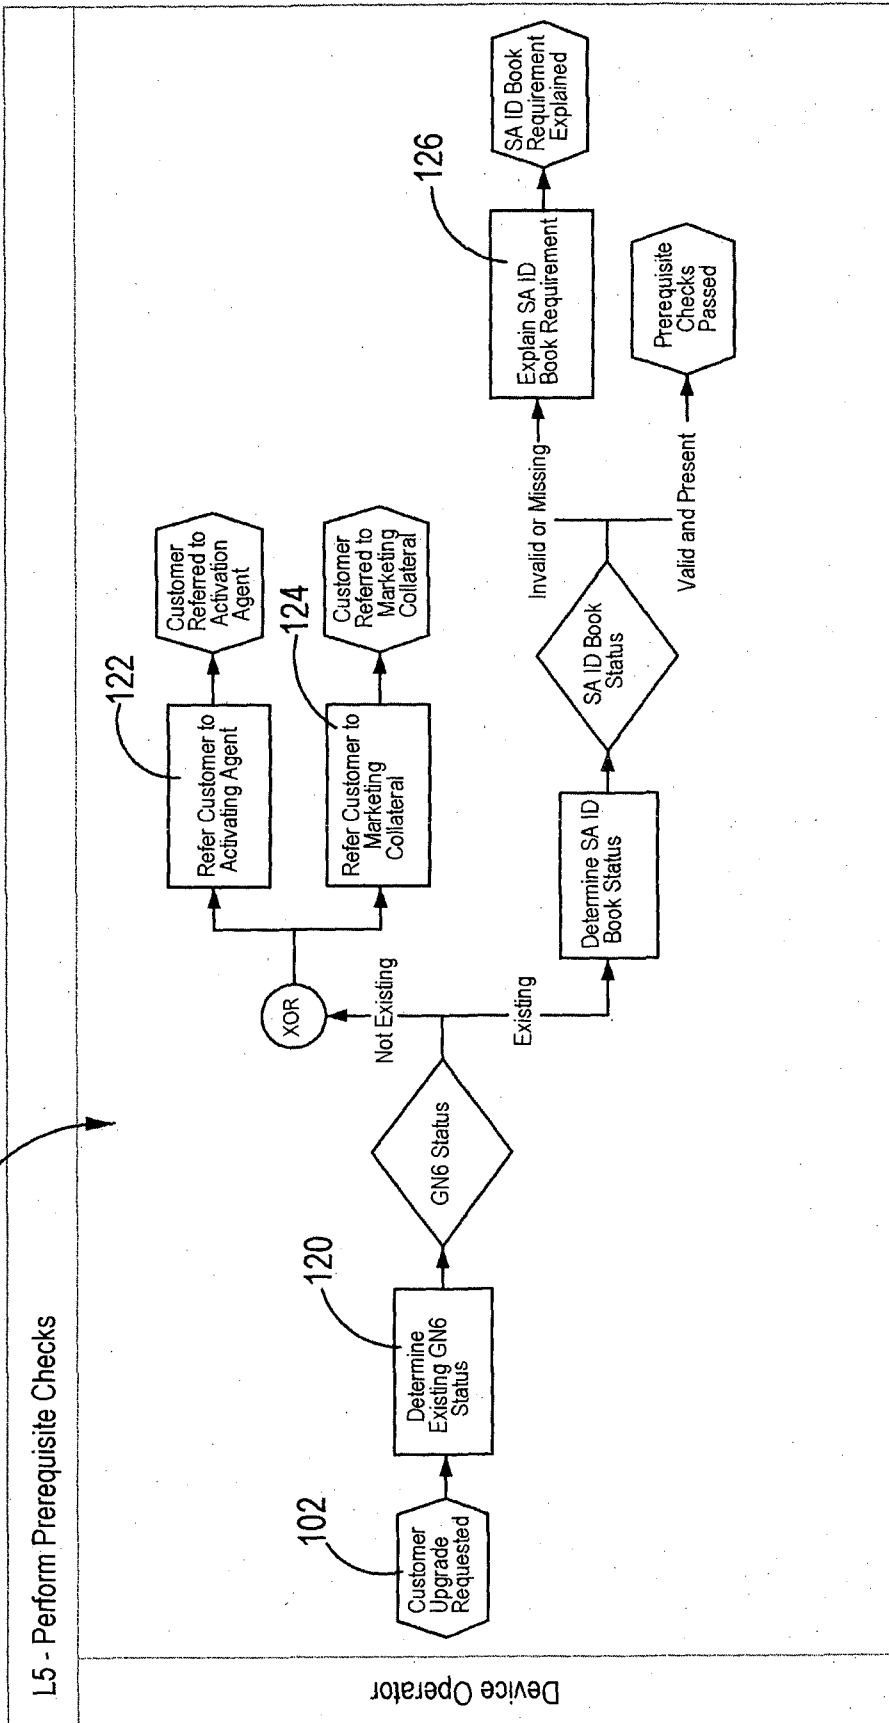 L5 - Perform Prerequisite Checks
Device Operator
102
Customer
Upgrade
Requested
120
Determine
Existing GN6
Status
GN6 Status
Not Existing
Existing
XOR
122
Refer Customer to
Activating Agent
Customer
Referred to
Activation
Agent
124
Refer Customer to
Marketing
Collateral
Customer
Referred to
Marketing
Collateral
Determine SA ID
Book Status
SA ID Book
Status
Invalid or Missing
Valid and Present
126
Explain SA ID
Book Requirement
SA ID Book
Requirement
Explained
Prerequisite
Checks
Passed